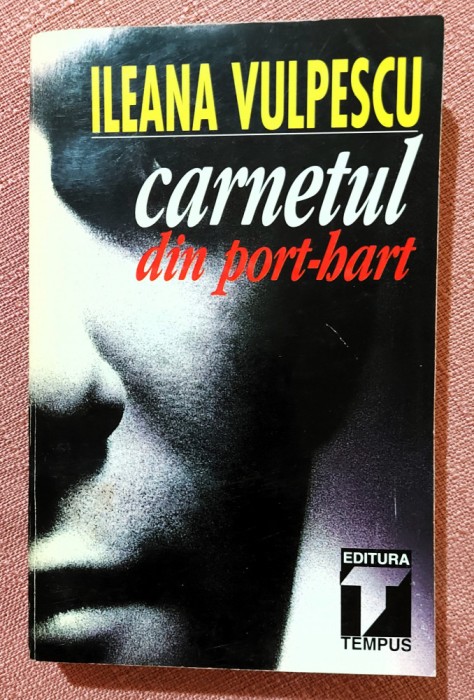 ILEANA VULPESCU
carnetul
din port-hart
EDITURA
T
TEMPUS